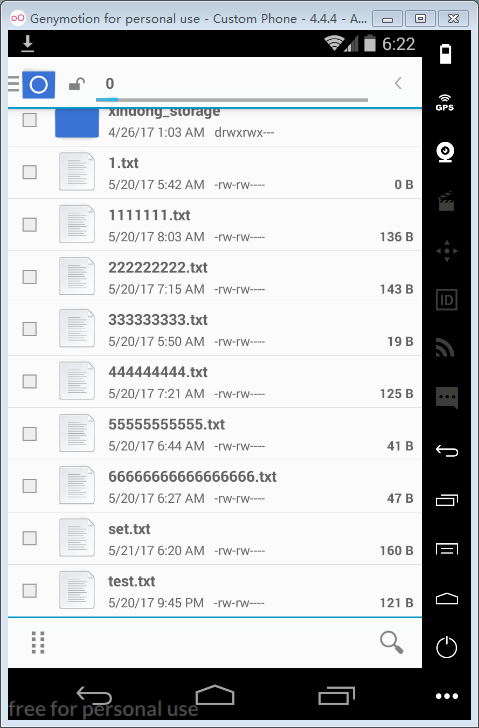 Genymotion for personal use - Custom Phone - 4.4.4 - A...
6:22
0
GPS
xindong_storage
4/26/17 1:03 AM drwxrwx---
1.txt
5/20/17 5:42 AM -rw-rw---- 0 B
1111111.txt
5/20/17 8:03 AM -rw-rw---- 136 B
222222222.txt
5/20/17 7:15 AM -rw-rw---- 143 B
333333333.txt
5/20/17 5:50 AM -rw-rw---- 19 B
ID
444444444.txt
5/20/17 7:21 AM -rw-rw---- 125 B
55555555555.txt
5/20/17 6:44 AM -rw-rw---- 41 B
66666666666666666.txt
5/20/17 6:27 AM -rw-rw---- 47 B
set.txt
5/21/17 6:20 AM -rw-rw---- 160 B
test.txt
5/20/17 9:45 PM -rw-rw---- 121 B
free for personal use